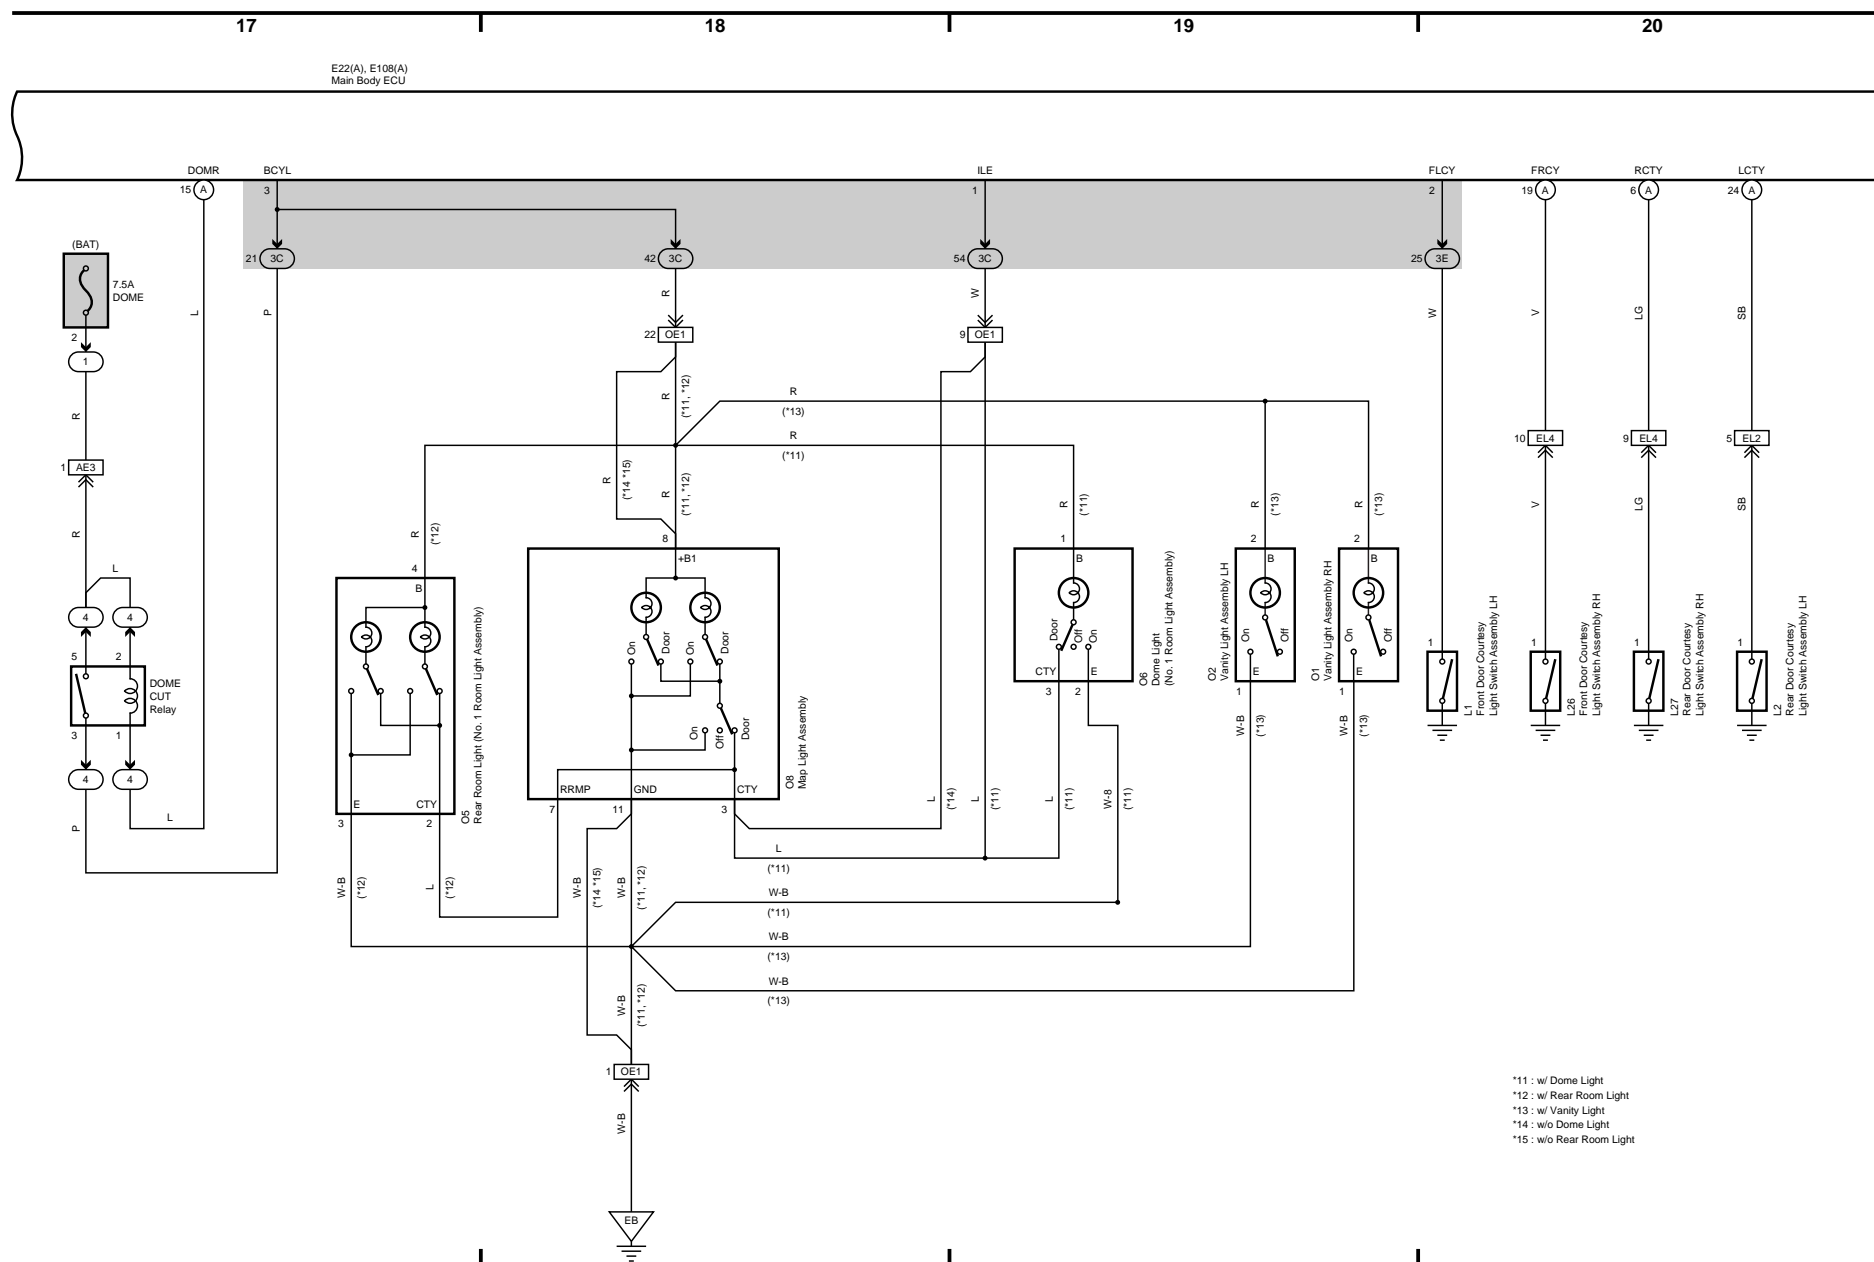 17
18
19
20
E22(A), E108(A)
Main Body ECU
DOMR
BCYL
ILE
FLCY
FRCY
RCTY
LCTY
15 A
3
1
2
19 A
6 A
24 A
(BAT)
21 3C
42 3C
54 3C
25 3E
7.5A
DOME
L
P
R
W
W
V
LG
SB
2
22 OE1
9 OE1
1
R
R
(*11, *12)
R
(*13)
R
(*11)
10 EL4
9 EL4
5 EL2
1 AE3
R
(*14 *15)
R
(*11, *12)
R
(*11)
R
(*13)
R
(*13)
V
LG
SB
R
R
(*12)
8
1
2
2
+B1
B
B
B
L
4
B
4
4
5
2
DOME
CUT
Relay
3
1
4
4
On
Door
On
Door
On
Off
Door
Door
Off
On
On
Off
On
Off
CTY
E
E
E
3
2
1
1
O5
Rear Room Light (No. 1 Room Light Assembly)
O8
Map Light Assembly
O6
Dome Light
(No. 1 Room Light Assembly)
O2
Vanity Light Assembly LH
O1
Vanity Light Assembly RH
1
L1
Front Door Courtesy
Light Switch Assembly LH
1
L26
Front Door Courtesy
Light Switch Assembly RH
1
L27
Rear Door Courtesy
Light Switch Assembly RH
1
L2
Rear Door Courtesy
Light Switch Assembly LH
W-B
(*13)
W-B
(*13)
RRMP
GND
CTY
7
11
3
E
CTY
3
2
L
(*14)
L
(*11)
L
(*11)
W-8
(*11)
P
L
L
(*11)
W-B
(*12)
L
(*12)
W-B
(*14 *15)
W-B
(*11, *12)
W-B
(*11)
W-B
(*13)
W-B
(*13)
W-B
(*11, *12)
1 OE1
W-B
EB
*11 : w/ Dome Light
*12 : w/ Rear Room Light
*13 : w/ Vanity Light
*14 : w/o Dome Light
*15 : w/o Rear Room Light